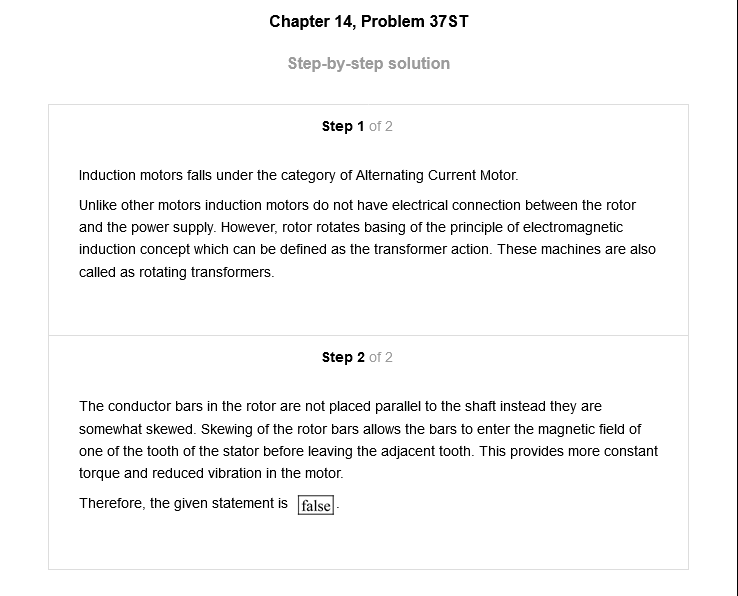 Chapter 14, Problem 37ST
Step-by-step solution
Step 1 of 2
Induction motors falls under the category of Alternating Current Motor.
Unlike other motors induction motors do not have electrical connection between the rotor
and the power supply. However, rotor rotates basing of the principle of electromagnetic
induction concept which can be defined as the transformer action. These machines are also
called as rotating transformers.
Step 2 of 2
The conductor bars in the rotor are not placed parallel to the shaft instead they are
somewhat skewed. Skewing of the rotor bars allows the bars to enter the magnetic field of
one of the tooth of the stator before leaving the adjacent tooth. This provides more constant
torque and reduced vibration in the motor.
Therefore, the given statement is false.